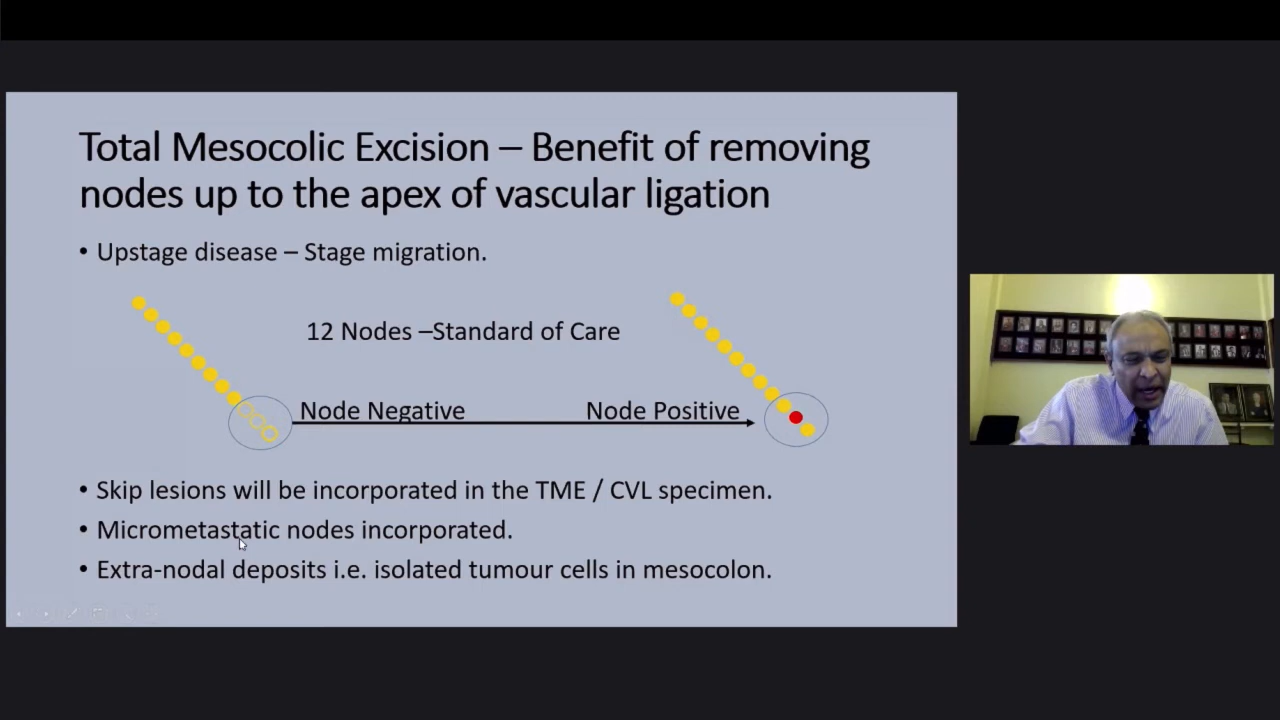 Total Mesocolic Excision – Benefit of removing
nodes up to the apex of vascular ligation
• Upstage disease – Stage migration.
12 Nodes –Standard of Care
Node Negative
Node Positive
• Skip lesions will be incorporated in the TME / CVL specimen.
• Micrometastatic nodes incorporated.
• Extra-nodal deposits i.e. isolated tumour cells in mesocolon.